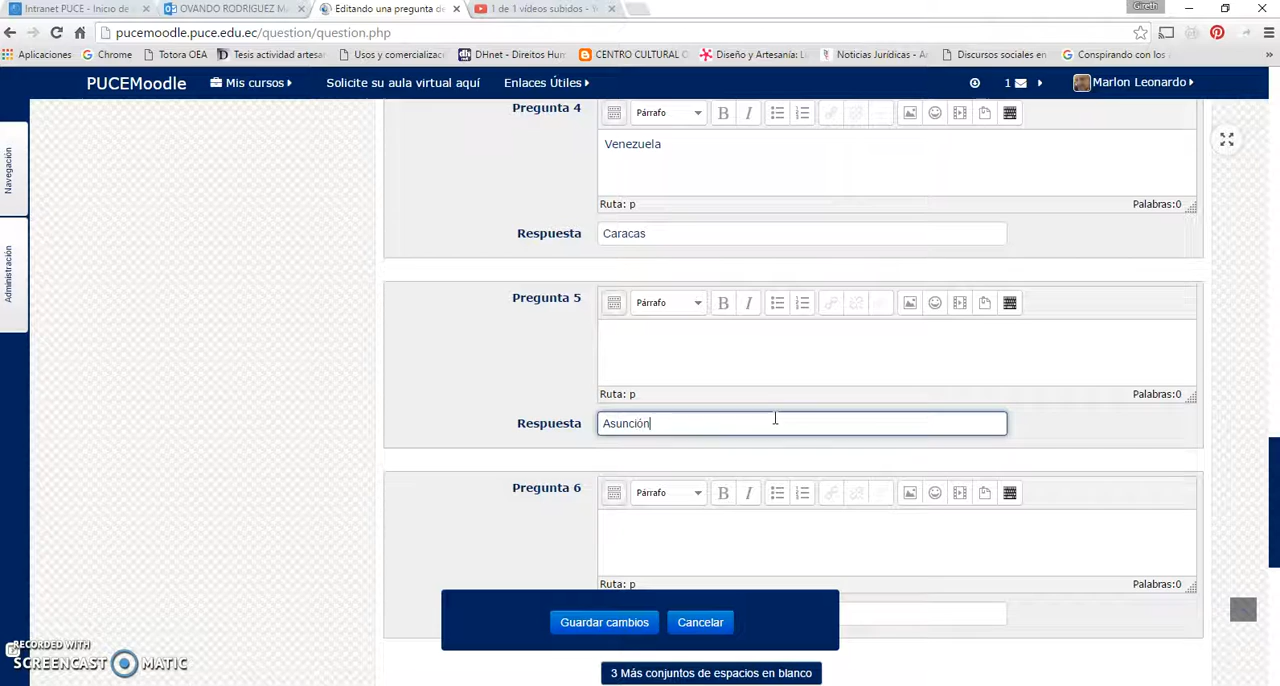 Intranet PUCE - Inicio de
OVANDO RODRIGUEZ M
Editando una pregunta de
1 de 1 vídeos subidos - Y
Gireth
pucemoodle.puce.edu.ec/question/question.php
Aplicaciones
Chrome
Totora OEA
Tesis actividad artesan
Usos y comercializac
DHnet - Direitos Hum
CENTRO CULTURAL
Diseño y Artesanía: L
Noticias Jurídicas - A
Discursos sociales en
Conspirando con los
»
PUCEMoodle
Mis cursos
Solicite su aula virtual aquí
Enlaces Útiles
1
Marlon Leonardo
Navegación
Administración
Pregunta 4
Párrafo
B I
Venezuela
Ruta: p
Palabras:0
Respuesta
Caracas
Pregunta 5
Párrafo
B I
Ruta: p
Palabras:0
Respuesta
Asunción
Pregunta 6
Párrafo
B I
Ruta: p
Palabras:0
Guardar cambios
Cancelar
3 Más conjuntos de espacios en blanco
RECORDED WITH
SCREENCAST MATIC